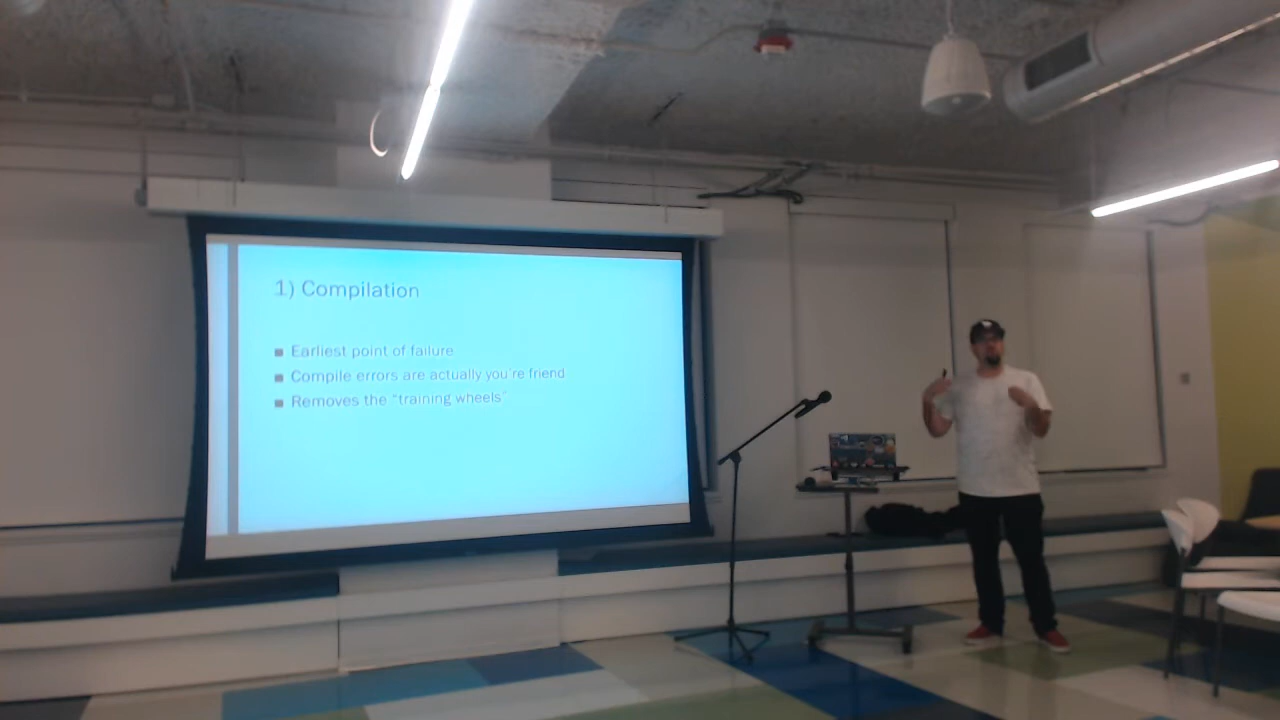 1) Compilation
Earliest point of failure
Compile errors are actually you're friend
Removes the "training wheels"